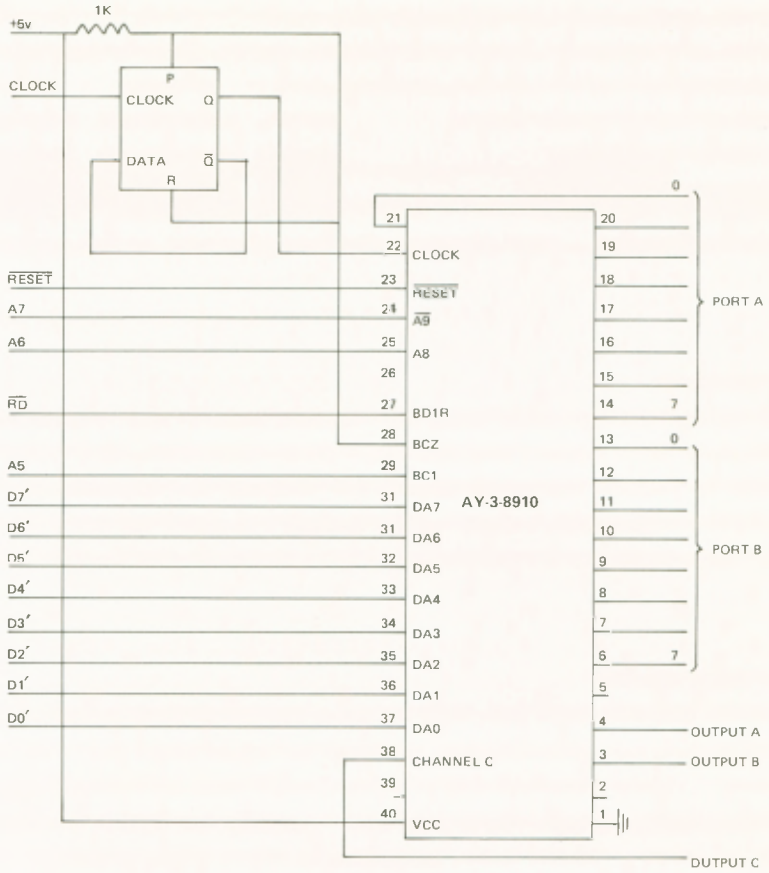 1K
+5v
P
CLOCK
CLOCK Q
DATA Q̅
R
0
21 20
22 CLOCK 19
R̅E̅S̅E̅T̅ 23 R̅E̅S̅E̅T̅ 18
A7 24 A̅9̅ 17
A6 25 A8 16
26 15
R̅D̅ 27 BD1R 14 7
PORT A
28 BCZ 13 0
A5 29 BC1 12
D7′ 31 DA7 11
AY-3-8910
D6′ 31 DA6 10
D5′ 32 DA5 9
PORT B
D4′ 33 DA4 8
D3′ 34 DA3 7
D2′ 35 DA2 6 7
D1′ 36 DA1 5
D0′ 37 DA0 4 OUTPUT A
38 CHANNEL C 3 OUTPUT B
39 2
40 VCC 1
OUTPUT C